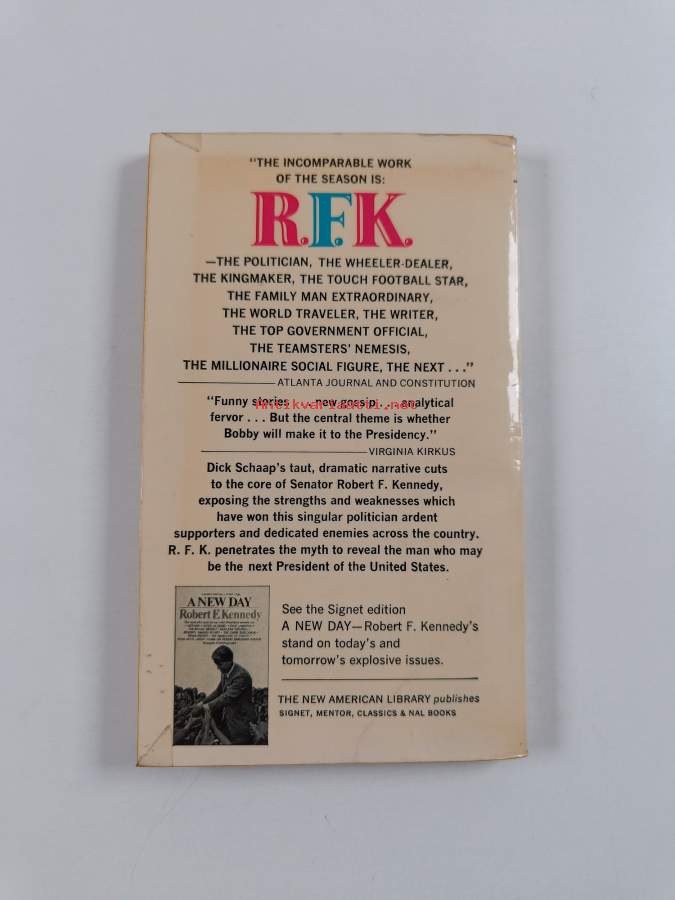 "THE INCOMPARABLE WORK
OF THE SEASON IS:
R.F.K.
—THE POLITICIAN, THE WHEELER-DEALER,
THE KINGMAKER, THE TOUCH FOOTBALL STAR,
THE FAMILY MAN EXTRAORDINARY,
THE WORLD TRAVELER, THE WRITER,
THE TOP GOVERNMENT OFFICIAL,
THE TEAMSTERS' NEMESIS,
THE MILLIONAIRE SOCIAL FIGURE, THE NEXT . . ."
ATLANTA JOURNAL AND CONSTITUTION
"Funny stories . . . new gossip . . . analytical
Antikvariaatti.net
fervor . . . But the central theme is whether
Bobby will make it to the Presidency."
VIRGINIA KIRKUS
Dick Schaap's taut, dramatic narrative cuts
to the core of Senator Robert F. Kennedy,
exposing the strengths and weaknesses which
have won this singular politician ardent
supporters and dedicated enemies across the country.
R. F. K. penetrates the myth to reveal the man who may
be the next President of the United States.
A NEW DAY
Robert F. Kennedy
See the Signet edition
A NEW DAY—Robert F. Kennedy's
stand on today's and
tomorrow's explosive issues.
THE NEW AMERICAN LIBRARY publishes
SIGNET, MENTOR, CLASSICS & NAL BOOKS